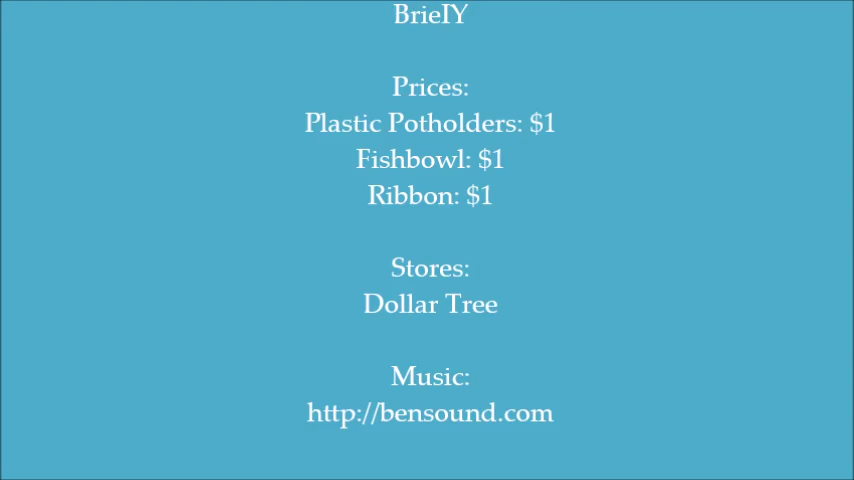 BrieIY
Prices:
Plastic Potholders: $1
Fishbowl: $1
Ribbon: $1
Stores:
Dollar Tree
Music:
http://bensound.com